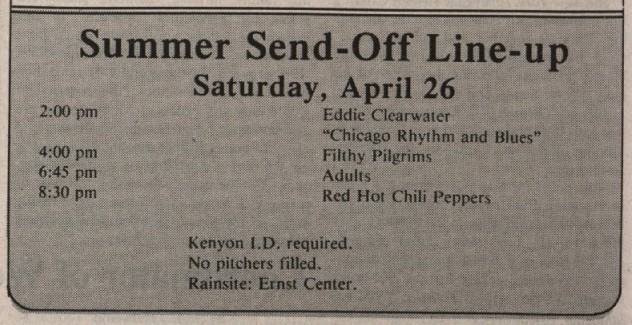 Summer Send-Off Line-up
Saturday, April 26
2:00 pm Eddie Clearwater
"Chicago Rhythm and Blues"
4:00 pm Filthy Pilgrims
6:45 pm Adults
8:30 pm Red Hot Chili Peppers
Kenyon I.D. required.
No pitchers filled.
Rainsite: Ernst Center.